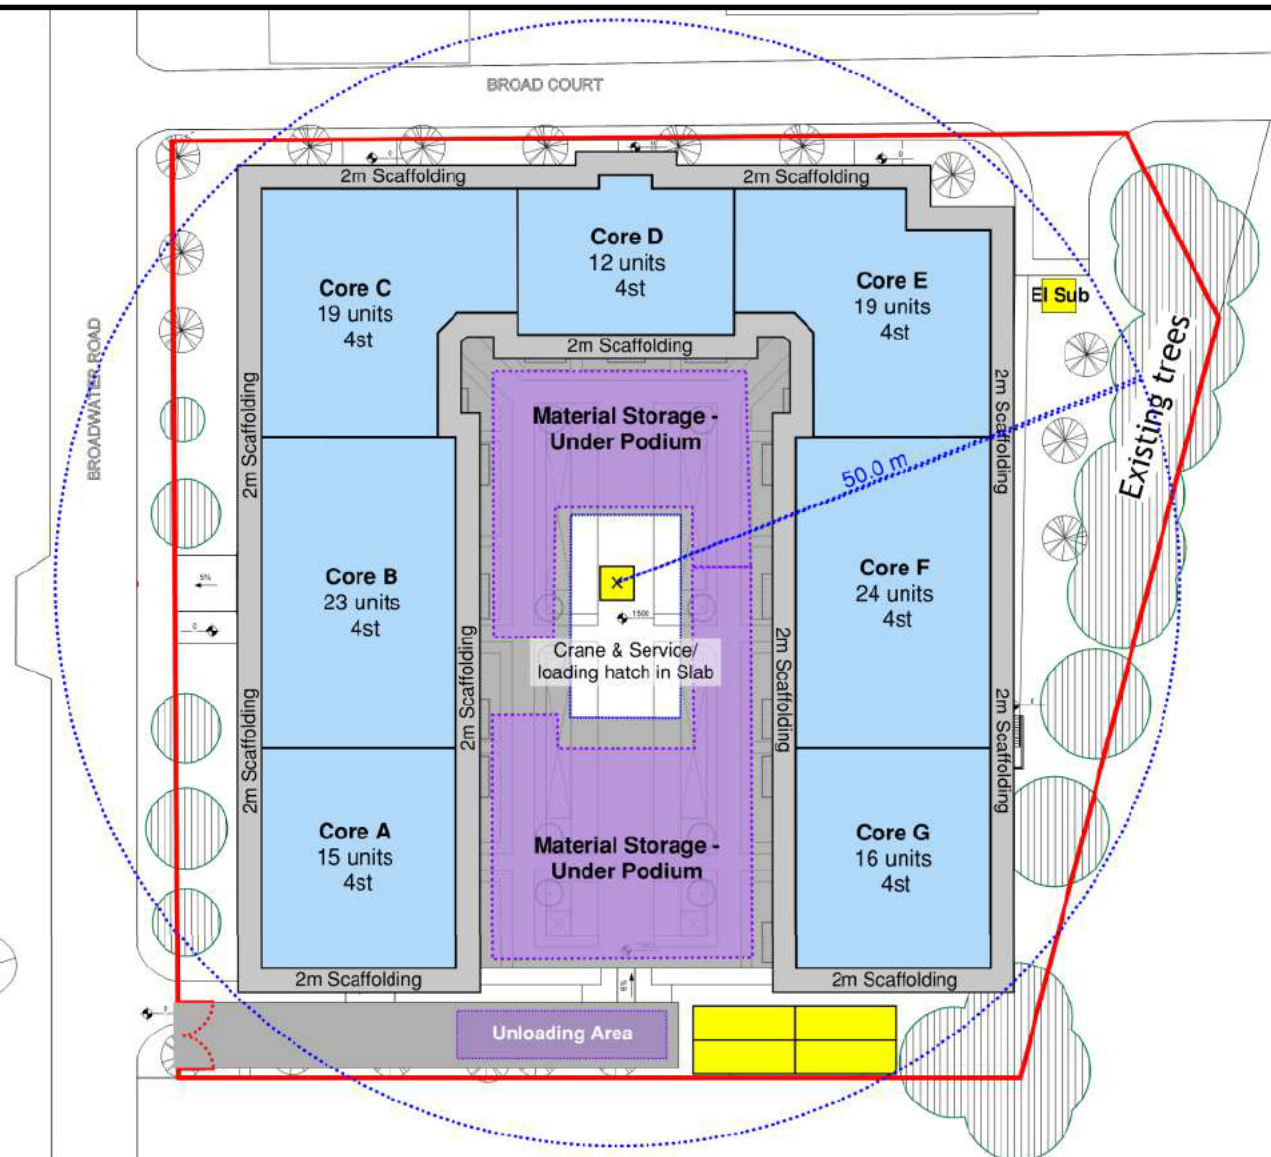 BROAD COURT
2m Scaffolding
2m Scaffolding
Core D
12 units
4st
Core C
19 units
4st
Core E
19 units
4st
El Sub
2m Scaffolding
BROADWATER ROAD
2m Scaffolding
2m Scaffolding
Existing trees
Material Storage -
Under Podium
50.0 m
Core B
23 units
4st
Core F
24 units
4st
5%
0
1500
Crane & Service/
loading hatch in Slab
2m Scaffolding
2m Scaffolding
2m Scaffolding
2m Scaffolding
Core A
15 units
4st
Material Storage -
Under Podium
Core G
16 units
4st
2m Scaffolding
2m Scaffolding
6%
Unloading Area